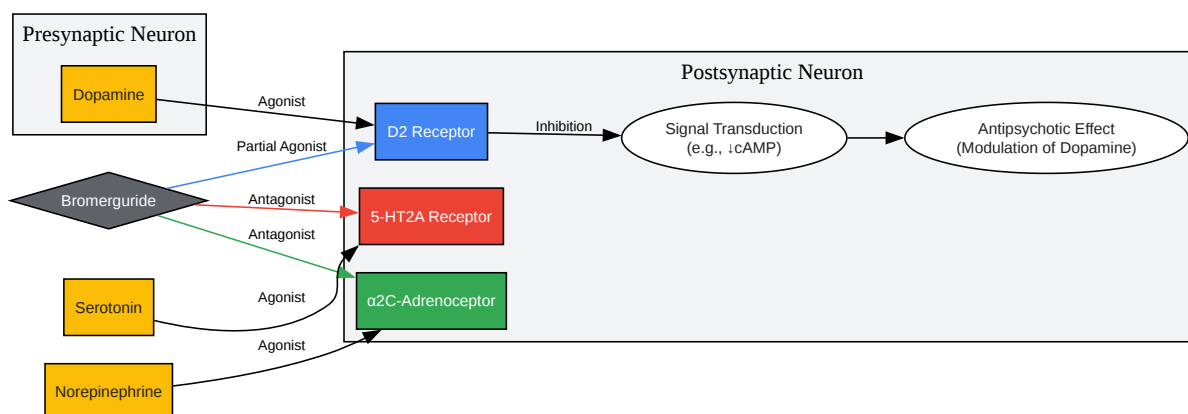 Presynaptic Neuron
Dopamine
Postsynaptic Neuron
Agonist
D2 Receptor
Inhibition
Signal Transduction
(e.g., ↓cAMP)
Antipsychotic Effect
(Modulation of Dopamine)
Partial Agonist
Bromerguride
Antagonist
5-HT2A Receptor
Antagonist
α2C-Adrenoceptor
Serotonin
Agonist
Agonist
Norepinephrine